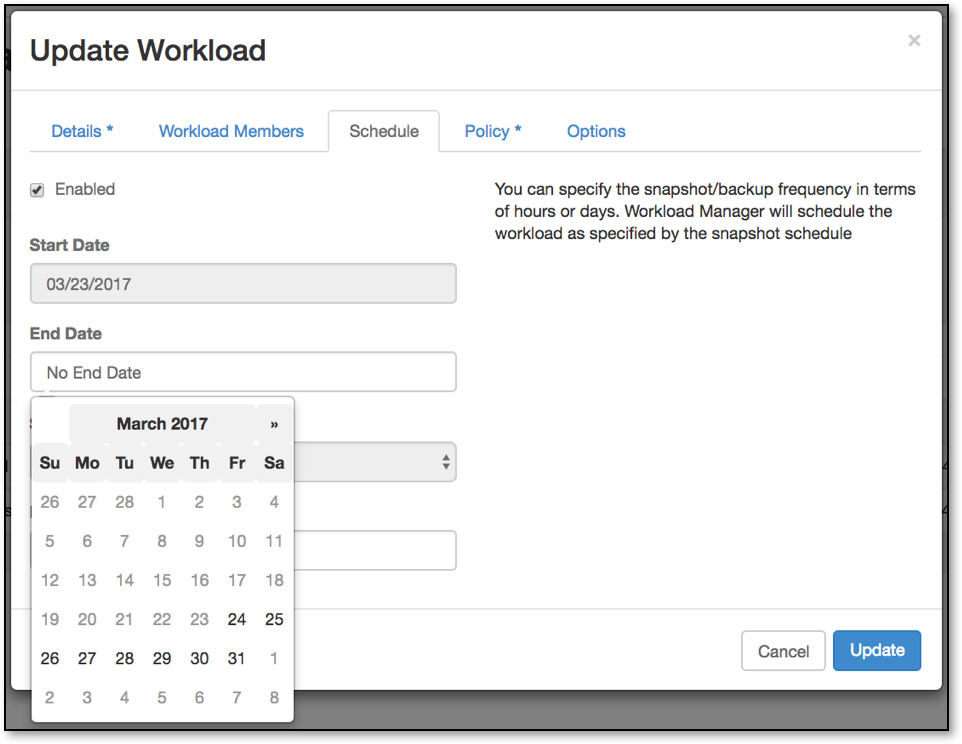 Update Workload
×
Details * Workload Members Schedule Policy * Options
Enabled
You can specify the snapshot/backup frequency in terms
of hours or days. Workload Manager will schedule the
workload as specified by the snapshot schedule
Start Date
03/23/2017
End Date
No End Date
March 2017 »
Su Mo Tu We Th Fr Sa
26 27 28 1 2 3 4
5 6 7 8 9 10 11
12 13 14 15 16 17 18
19 20 21 22 23 24 25
26 27 28 29 30 31 1
2 3 4 5 6 7 8
Cancel Update